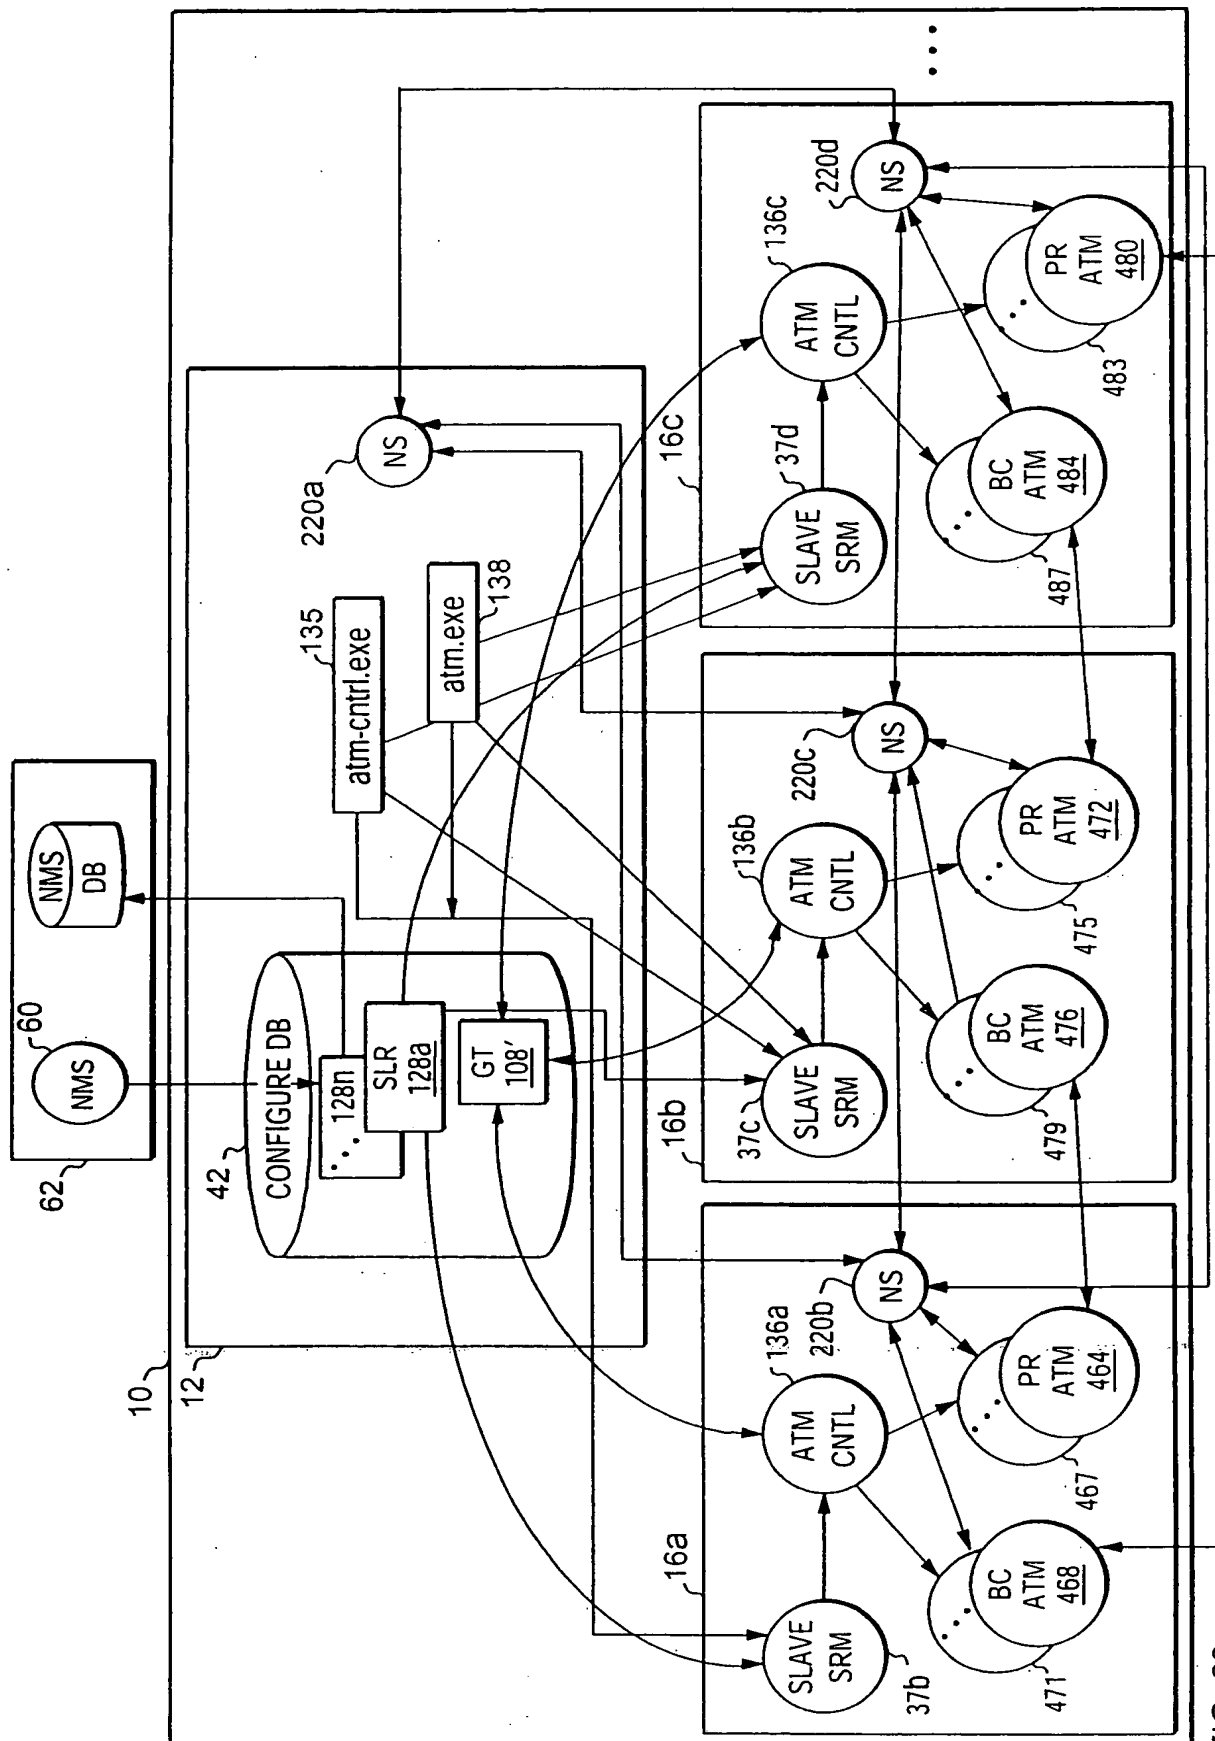 62
60
NMS
NMS
DB
10
12
42
CONFIGURE DB
128n
SLR
128a
GT
108'
atm-cntrl.exe
135
atm.exe
138
220a
NS
16a
SLAVE
SRM
37b
ATM
CNTL
136a
220b
NS
BC
ATM
468
471
PR
ATM
464
467
16b
37C
SLAVE
SRM
ATM
CNTL
136b
220c
NS
BC
ATM
476
479
PR
ATM
472
475
16C
37d
SLAVE
SRM
ATM
CNTL
136C
220d
NS
BC
ATM
484
487
PR
ATM
480
483